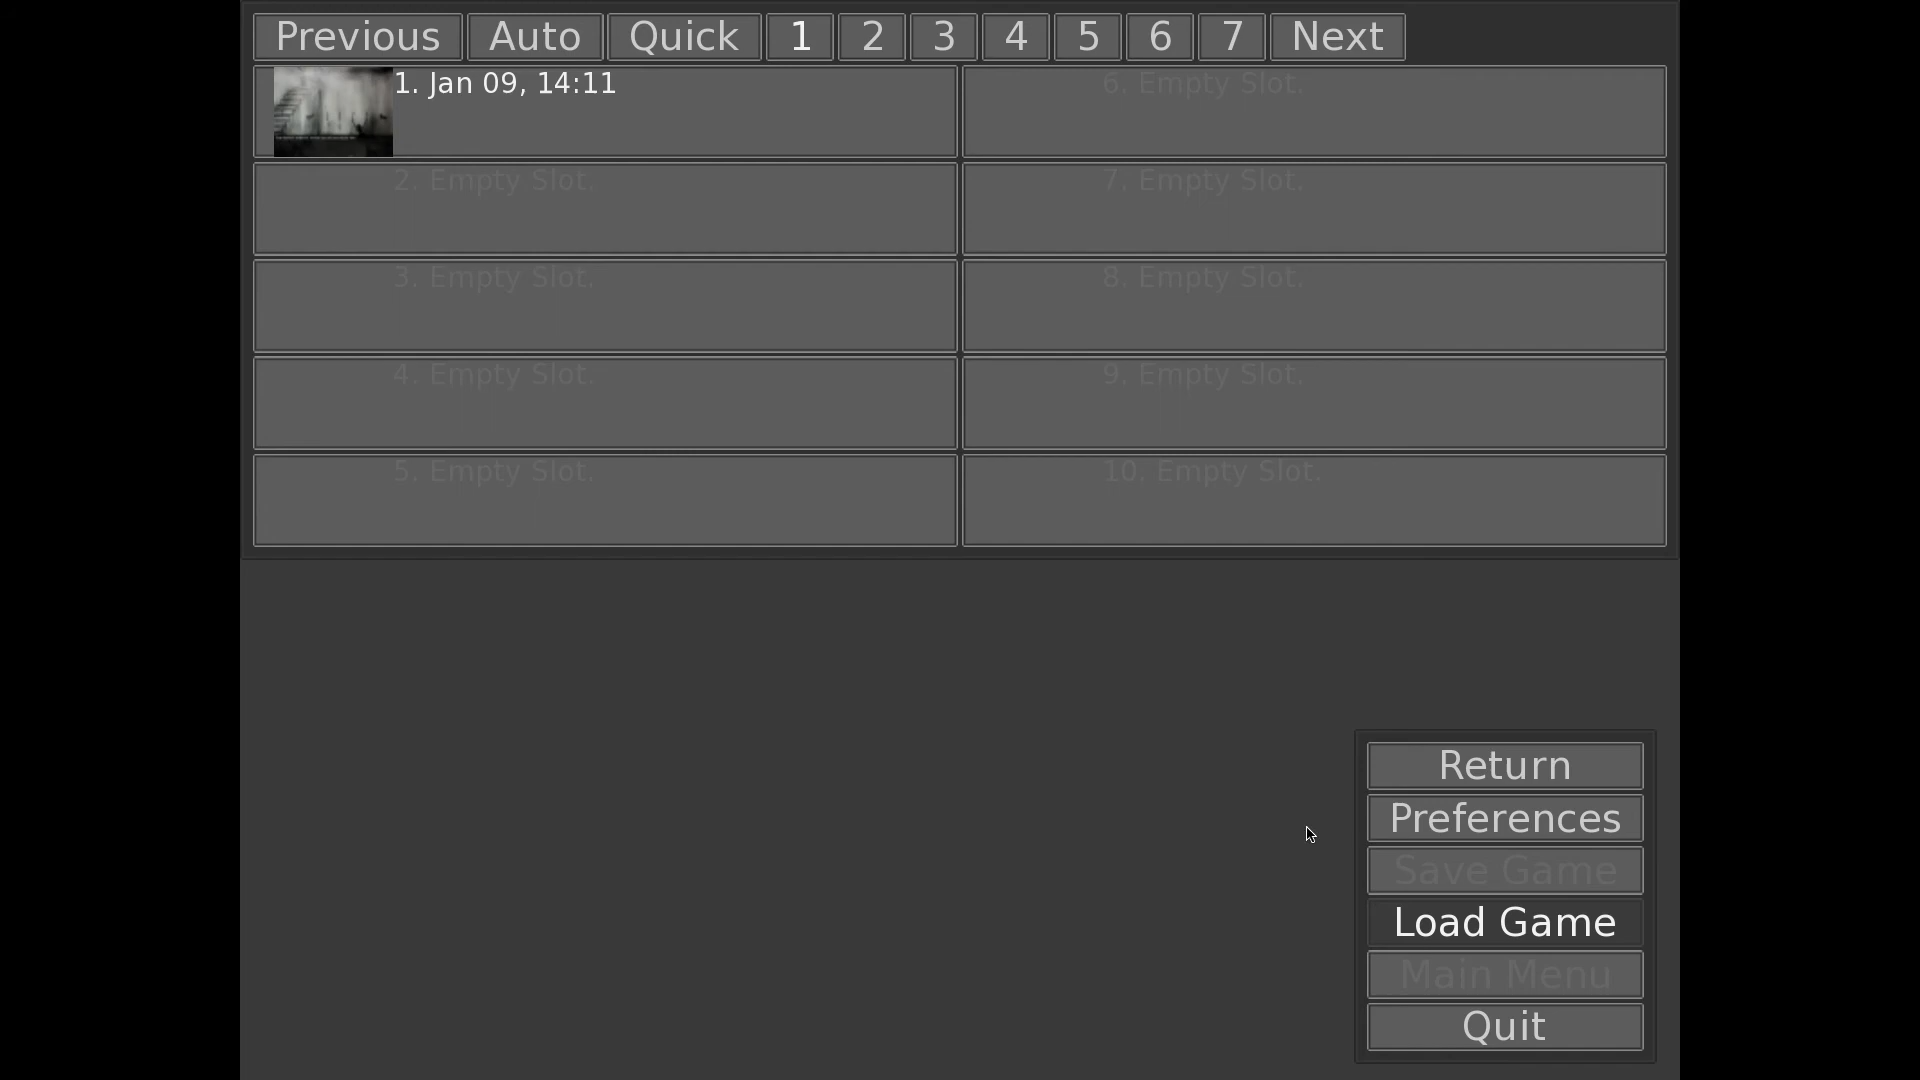 Previous Auto Quick 1 2 3 4 5 6 7 Next
1. Jan 09, 14:11
6. Empty Slot.
2. Empty Slot.
7. Empty Slot.
3. Empty Slot.
8. Empty Slot.
4. Empty Slot.
9. Empty Slot.
5. Empty Slot.
10. Empty Slot.
Return
Preferences
Save Game
Load Game
Main Menu
Quit